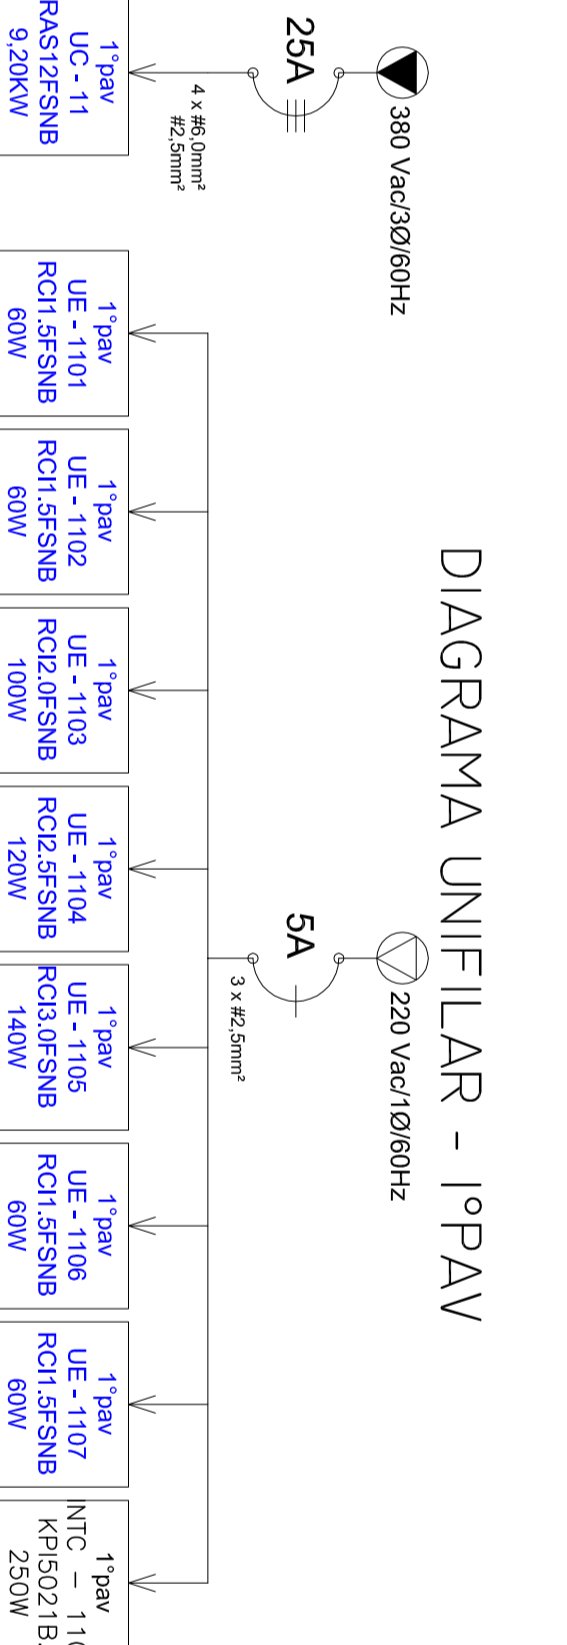 DIAGRAMA UNIFILAR - 1°PAV
380 Vac/3Ø/60Hz
25A
4 x #6,0mm²
#2,5mm²
1°pav
UC - 11
RAS12FSNB
9,20KW
220 Vac/1Ø/60Hz
5A
3 x #2,5mm²
1°pav
UE - 1101
RCI1.5FSNB
60W
1°pav
UE - 1102
RCI1.5FSNB
60W
1°pav
UE - 1103
RCI2.0FSNB
100W
1°pav
UE - 1104
RCI2.5FSNB
120W
1°pav
UE - 1105
RCI3.0FSNB
140W
1°pav
UE - 1106
RCI1.5FSNB
60W
1°pav
UE - 1107
RCI1.5FSNB
60W
1°pav
INTC -
KPI5021B
250W